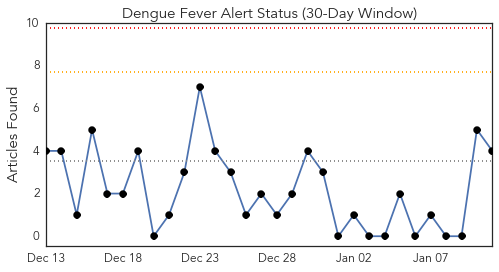 Dengue Fever Alert Status (30-Day Window)
Articles Found
10
8
6
4
2
0
Dec 13 Dec 18 Dec 23 Dec 28 Jan 02 Jan 07